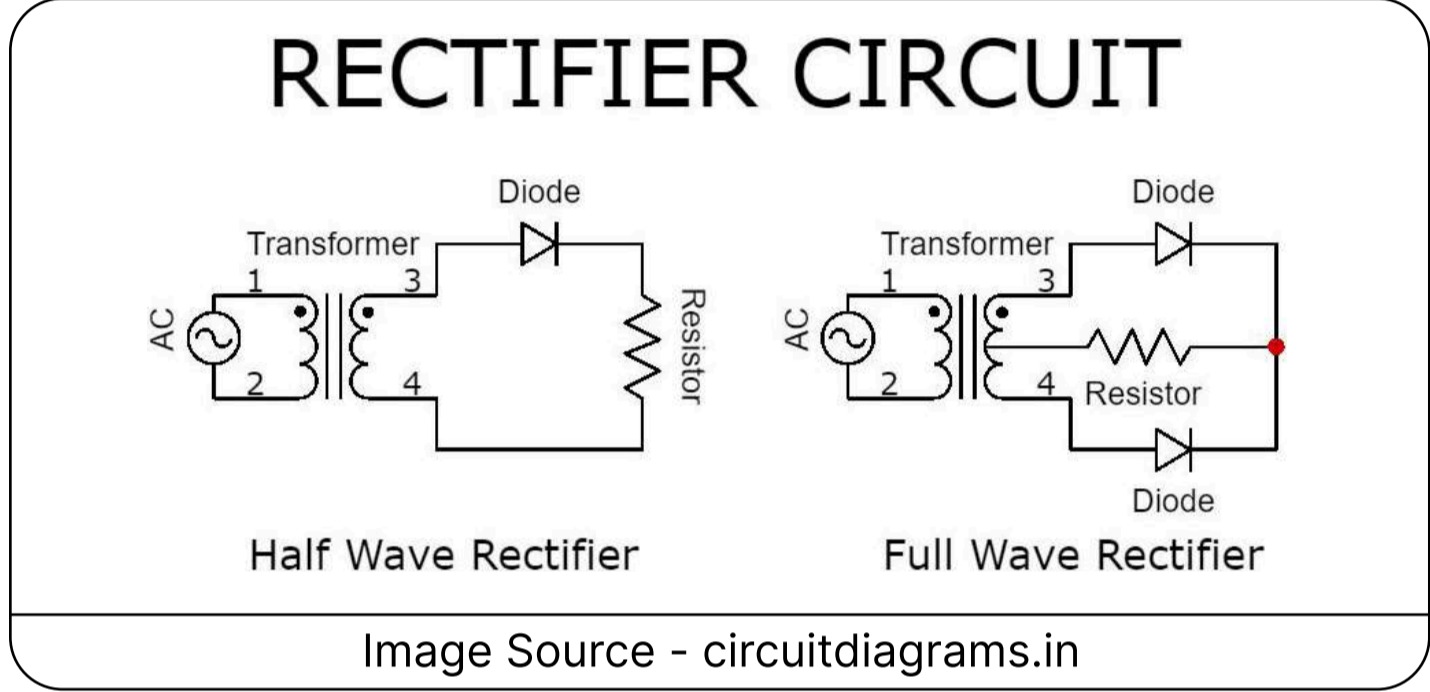 RECTIFIER CIRCUIT
Diode
Transformer
1
3
AC
2
4
Resistor
Half Wave Rectifier
Diode
Transformer
1
3
AC
2
4
Resistor
Diode
Full Wave Rectifier
Image Source - circuitdiagrams.in